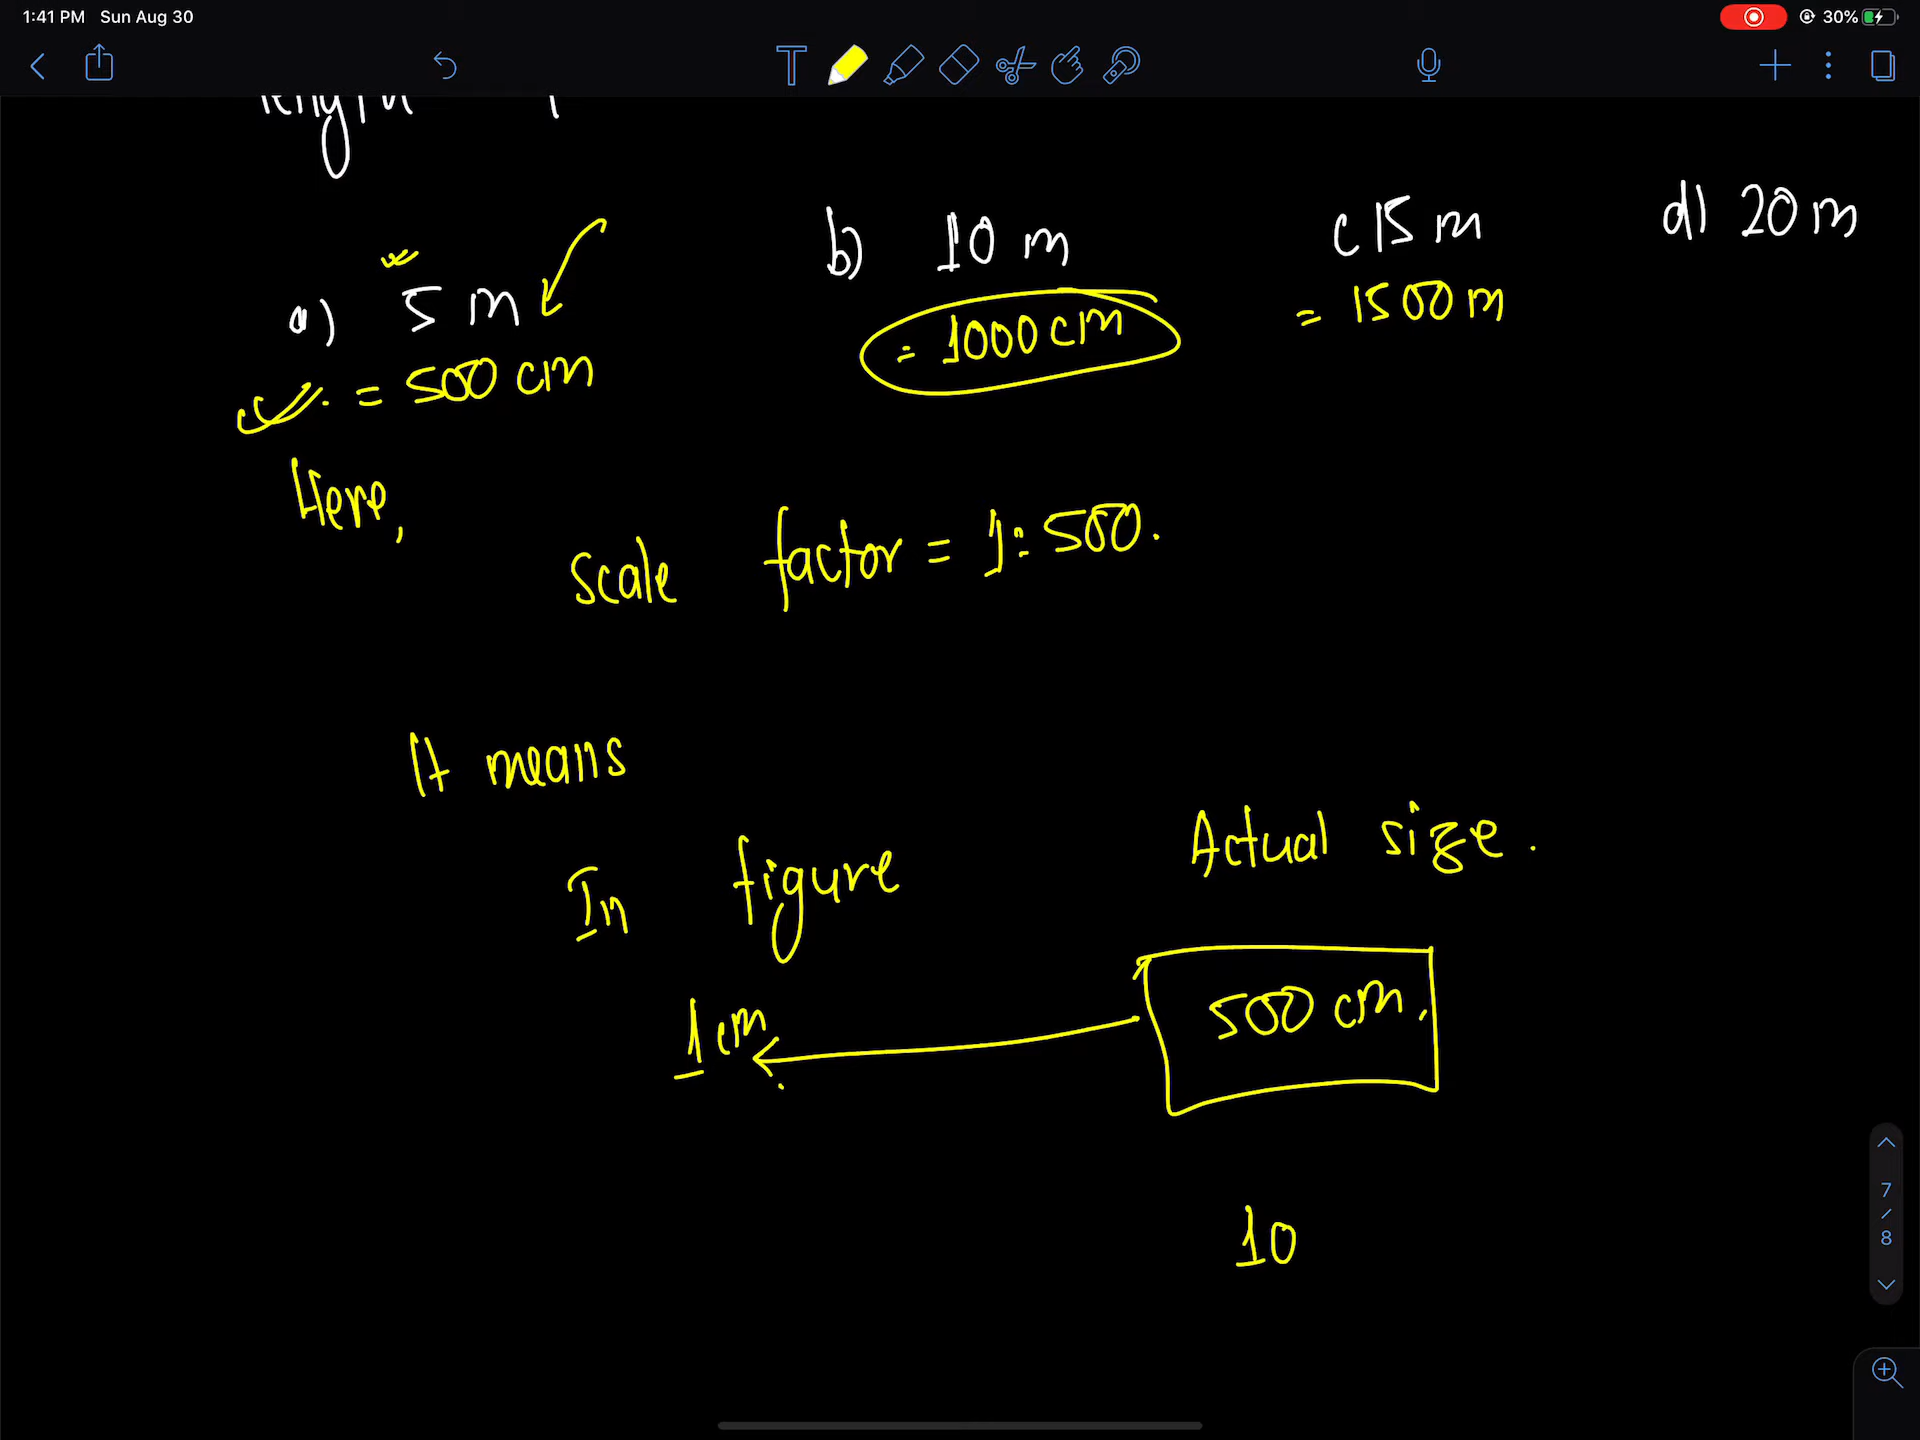 1:41 PM Sun Aug 30
30%
T
length
a) 5 m
b) 10 m
c 15 m
d) 20 m
= 500 cm
= 1000 cm
= 1500 m
Here,
scale factor = 1:500.
It means
In figure
Actual size.
1 cm
500 cm.
10
7
/
8